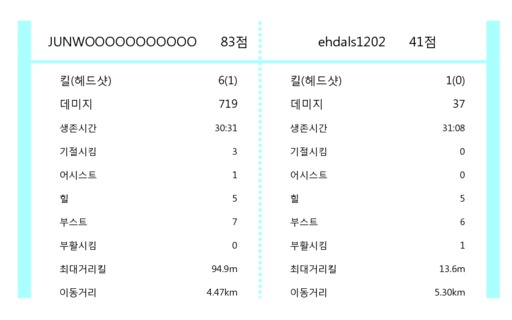 JUNWOOOOOOOOOOO 83점 ehdals1202 41점
킬(헤드샷) 6(1) 킬(헤드샷) 1(0)
데미지 719 데미지 37
생존시간 30:31 생존시간 31:08
기절시킴 3 기절시킴 0
어시스트 1 어시스트 0
힐 5 힐 5
부스트 7 부스트 6
부활시킴 0 부활시킴 1
최대거리킬 94.9m 최대거리킬 13.6m
이동거리 4.47km 이동거리 5.30km